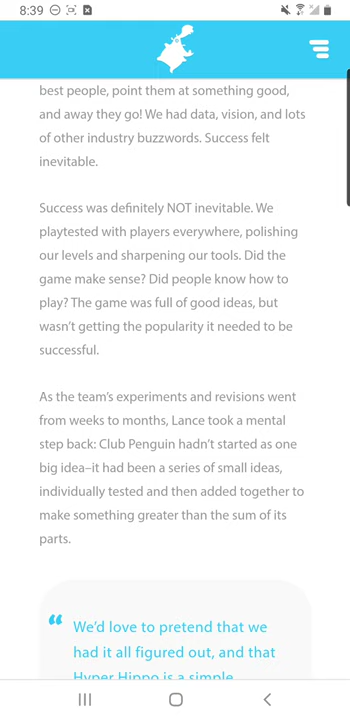 8:39
best people, point them at something good,
and away they go! We had data, vision, and lots
of other industry buzzwords. Success felt
inevitable.
Success was definitely NOT inevitable. We
playtested with players everywhere, polishing
our levels and sharpening our tools. Did the
game make sense? Did people know how to
play? The game was full of good ideas, but
wasn't getting the popularity it needed to be
successful.
As the team's experiments and revisions went
from weeks to months, Lance took a mental
step back: Club Penguin hadn't started as one
big idea–it had been a series of small ideas,
individually tested and then added together to
make something greater than the sum of its
parts.
“ We'd love to pretend that we
had it all figured out, and that
Hyper Hippo is a simple